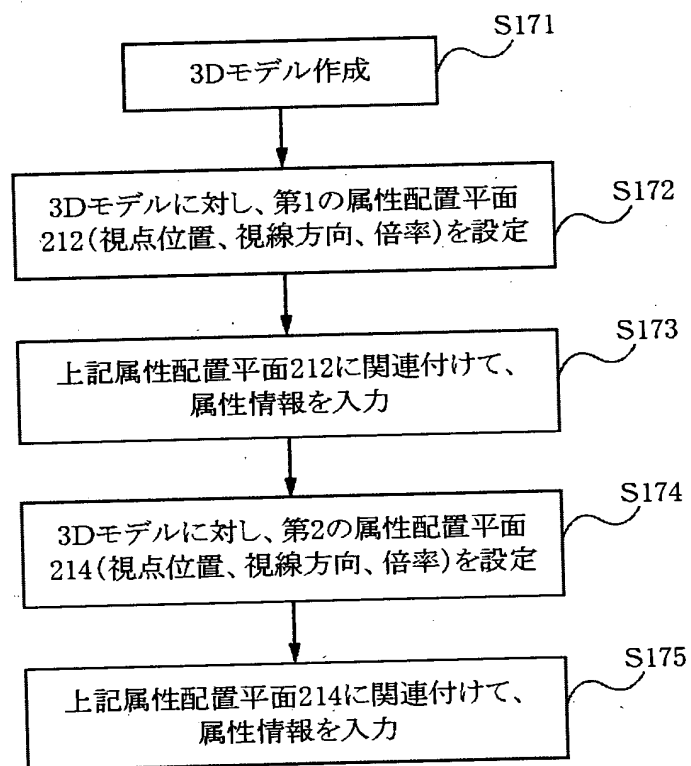 S171
3Dモデル作成
S172
3Dモデルに対し、第1の属性配置平面
212(視点位置、視線方向、倍率)を設定
S173
上記属性配置平面212に関連付けて、
属性情報を入力
S174
3Dモデルに対し、第2の属性配置平面
214(視点位置、視線方向、倍率)を設定
S175
上記属性配置平面214に関連付けて、
属性情報を入力